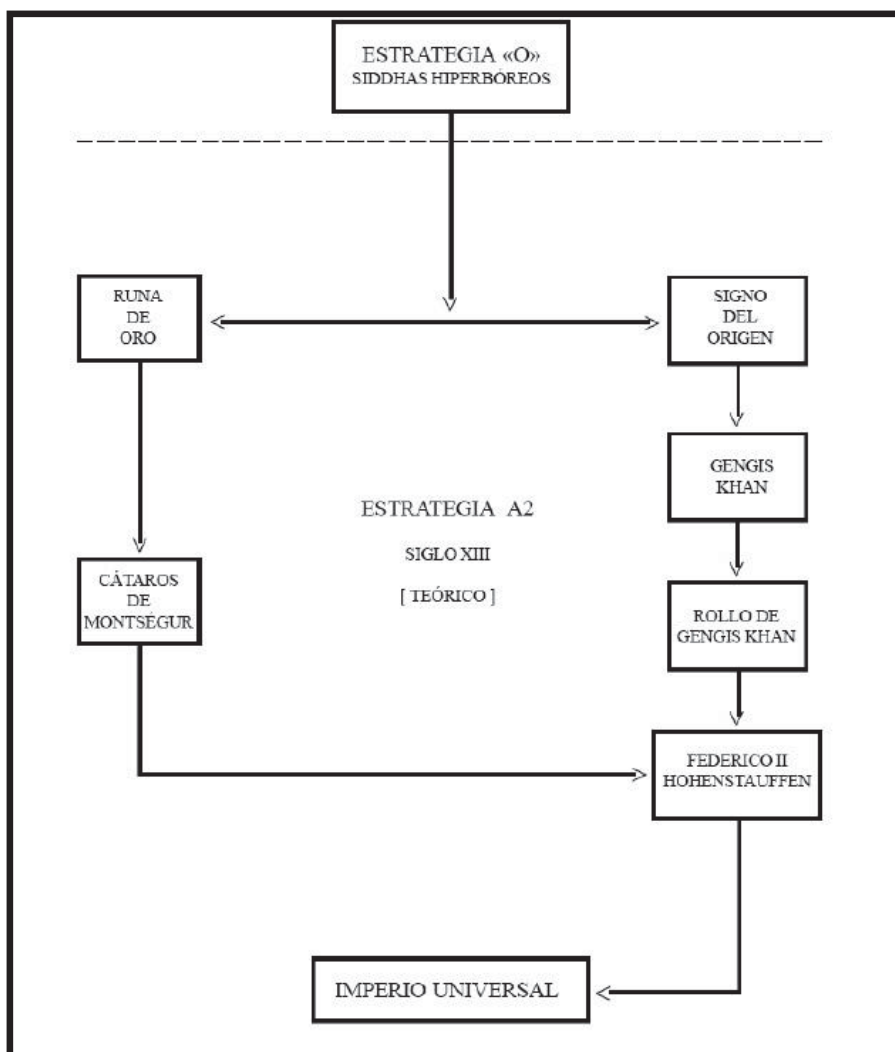 ESTRATEGIA «O»
SIDDHAS HIPERBÓREOS
RUNA
DE
ORO
SIGNO
DEL
ORIGEN
GENGIS
KHAN
ESTRATEGIA A2
SIGLO XIII
[ TEÓRICO ]
CÁTAROS
DE
MONTSÉGUR
ROLLO DE
GENGIS KHAN
FEDERICO II
HOHENSTAUFFEN
IMPERIO UNIVERSAL